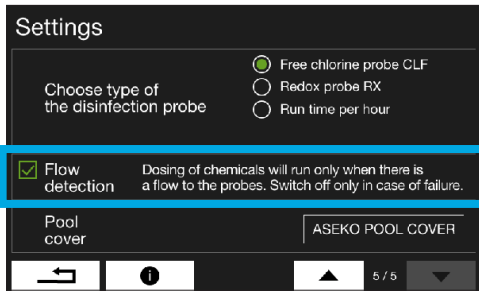 Settings
Choose type of
the disinfection probe
Free chlorine probe CLF
Redox probe RX
Run time per hour
Flow
detection
Dosing of chemicals will run only when there is
a flow to the probes. Switch off only in case of failure.
Pool
cover
ASEKO POOL COVER
5/5